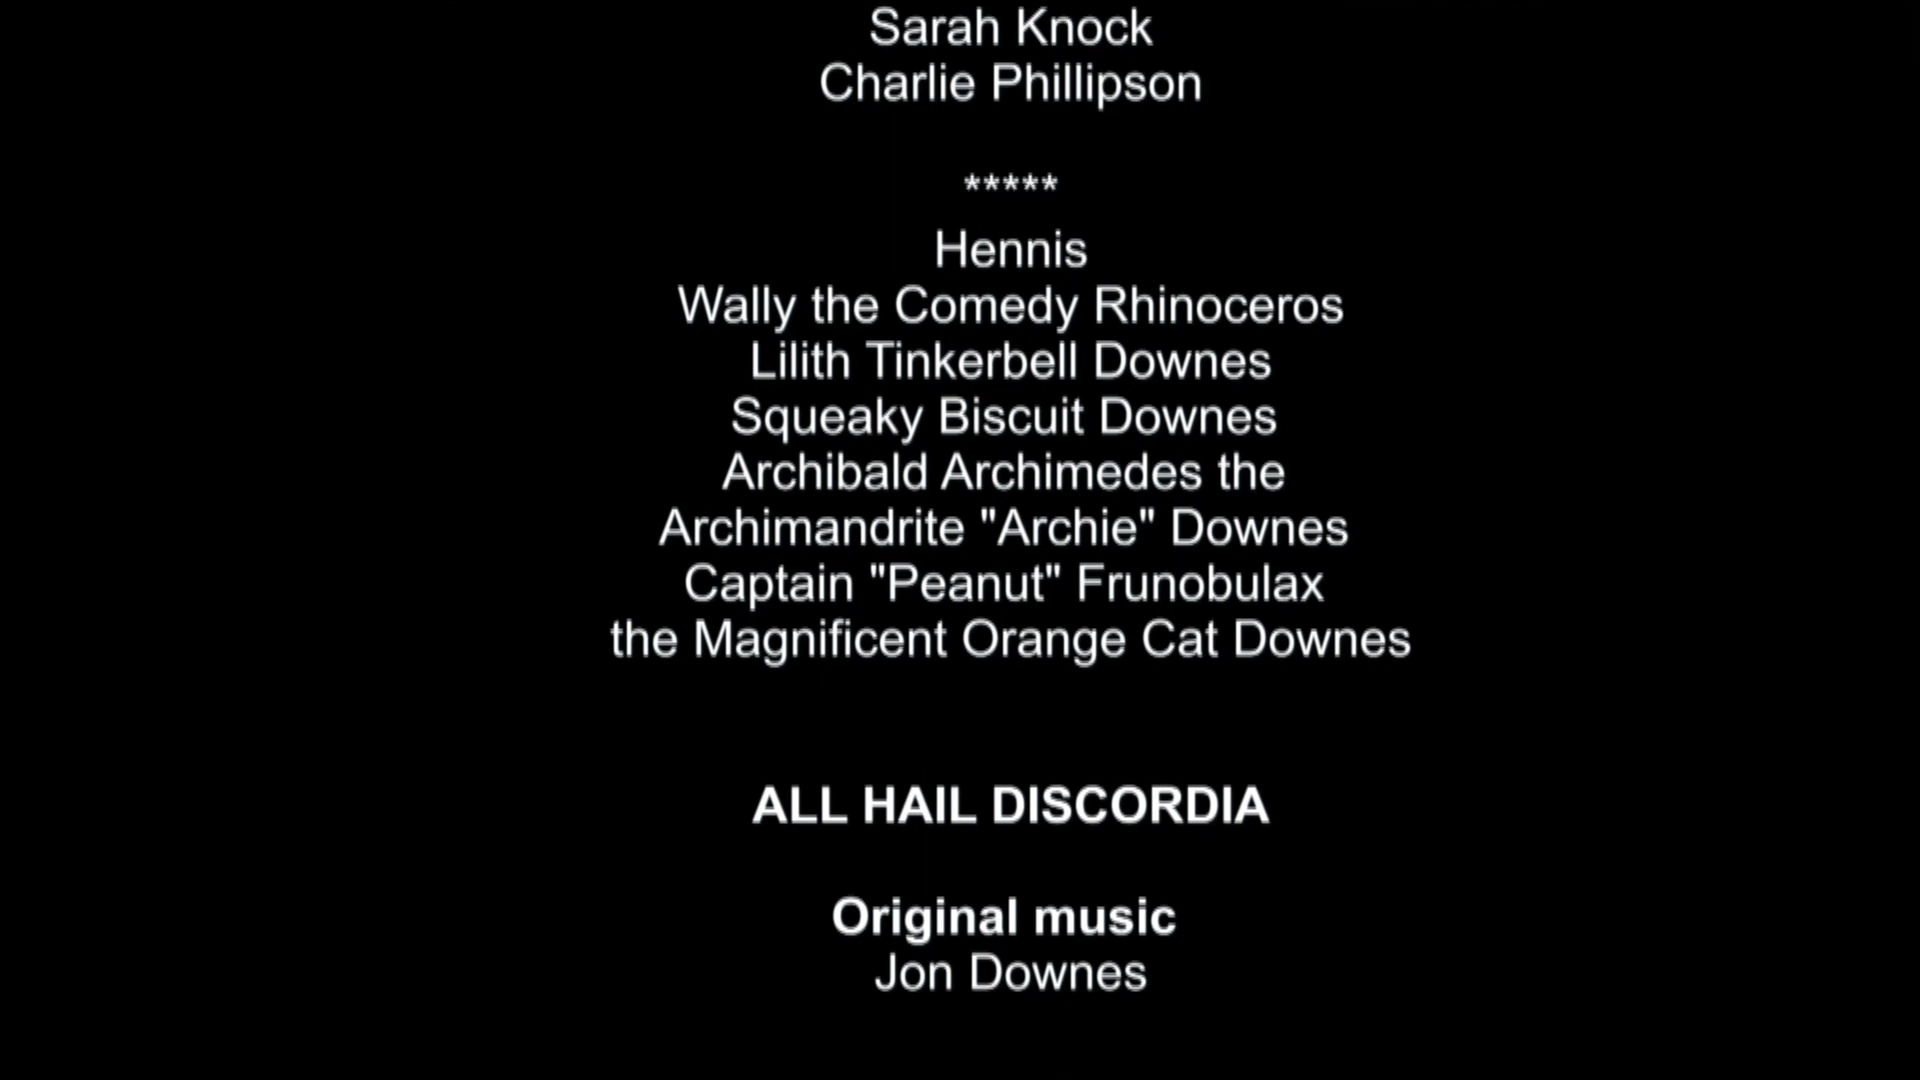 Sarah Knock
Charlie Phillipson
*****
Hennis
Wally the Comedy Rhinoceros
Lilith Tinkerbell Downes
Squeaky Biscuit Downes
Archibald Archimedes the
Archimandrite "Archie" Downes
Captain "Peanut" Frunobulax
the Magnificent Orange Cat Downes
ALL HAIL DISCORDIA
Original music
Jon Downes